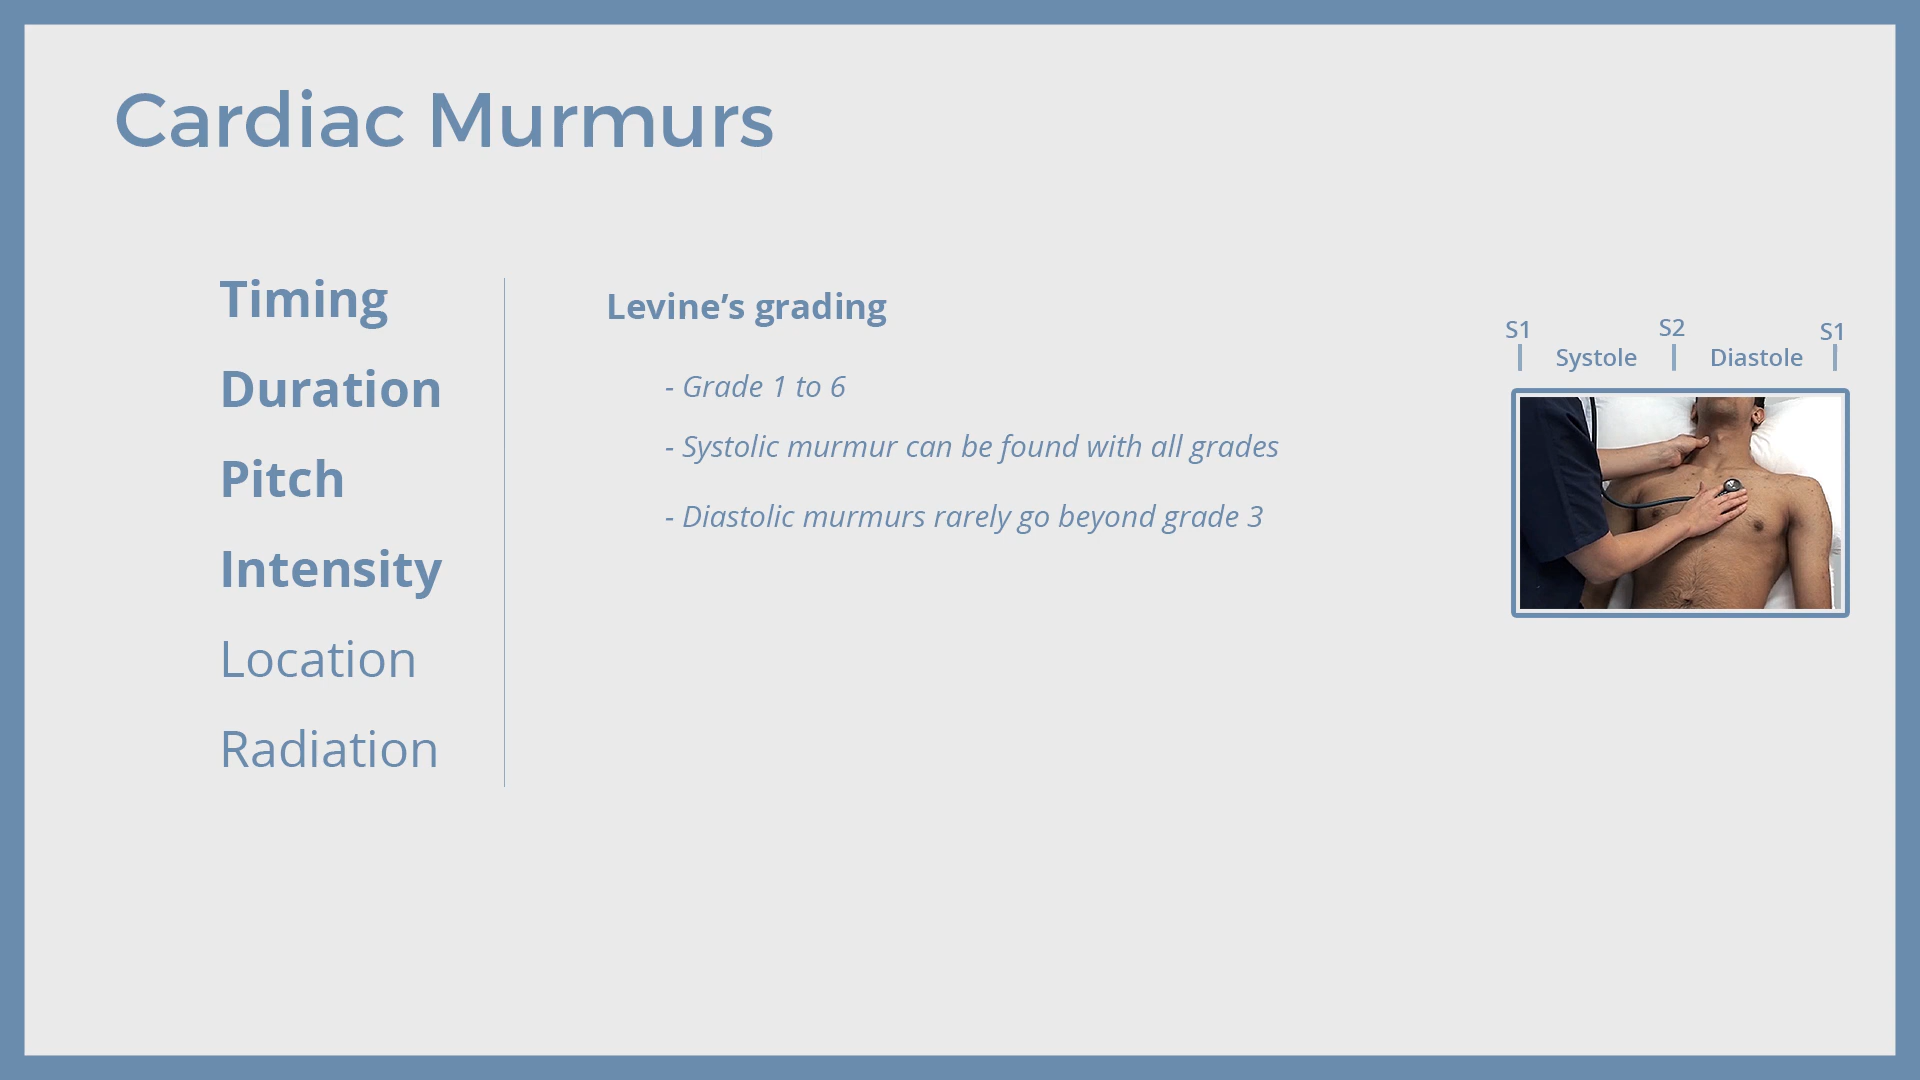 Cardiac Murmurs
Timing
Duration
Pitch
Intensity
Location
Radiation
Levine’s grading
- Grade 1 to 6
- Systolic murmur can be found with all grades
- Diastolic murmurs rarely go beyond grade 3
S1 S2 S1
Systole Diastole